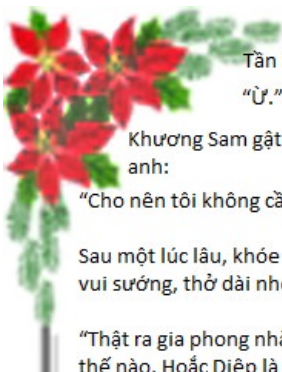 Tần
“Ừ.”
Khương Sam gật
anh:
“Cho nên tôi không cầ
Sau một lúc lâu, khóe
vui sướng, thở dài nhẹ
“Thật ra gia phong nhà
thế nào. Hoắc Diệp là